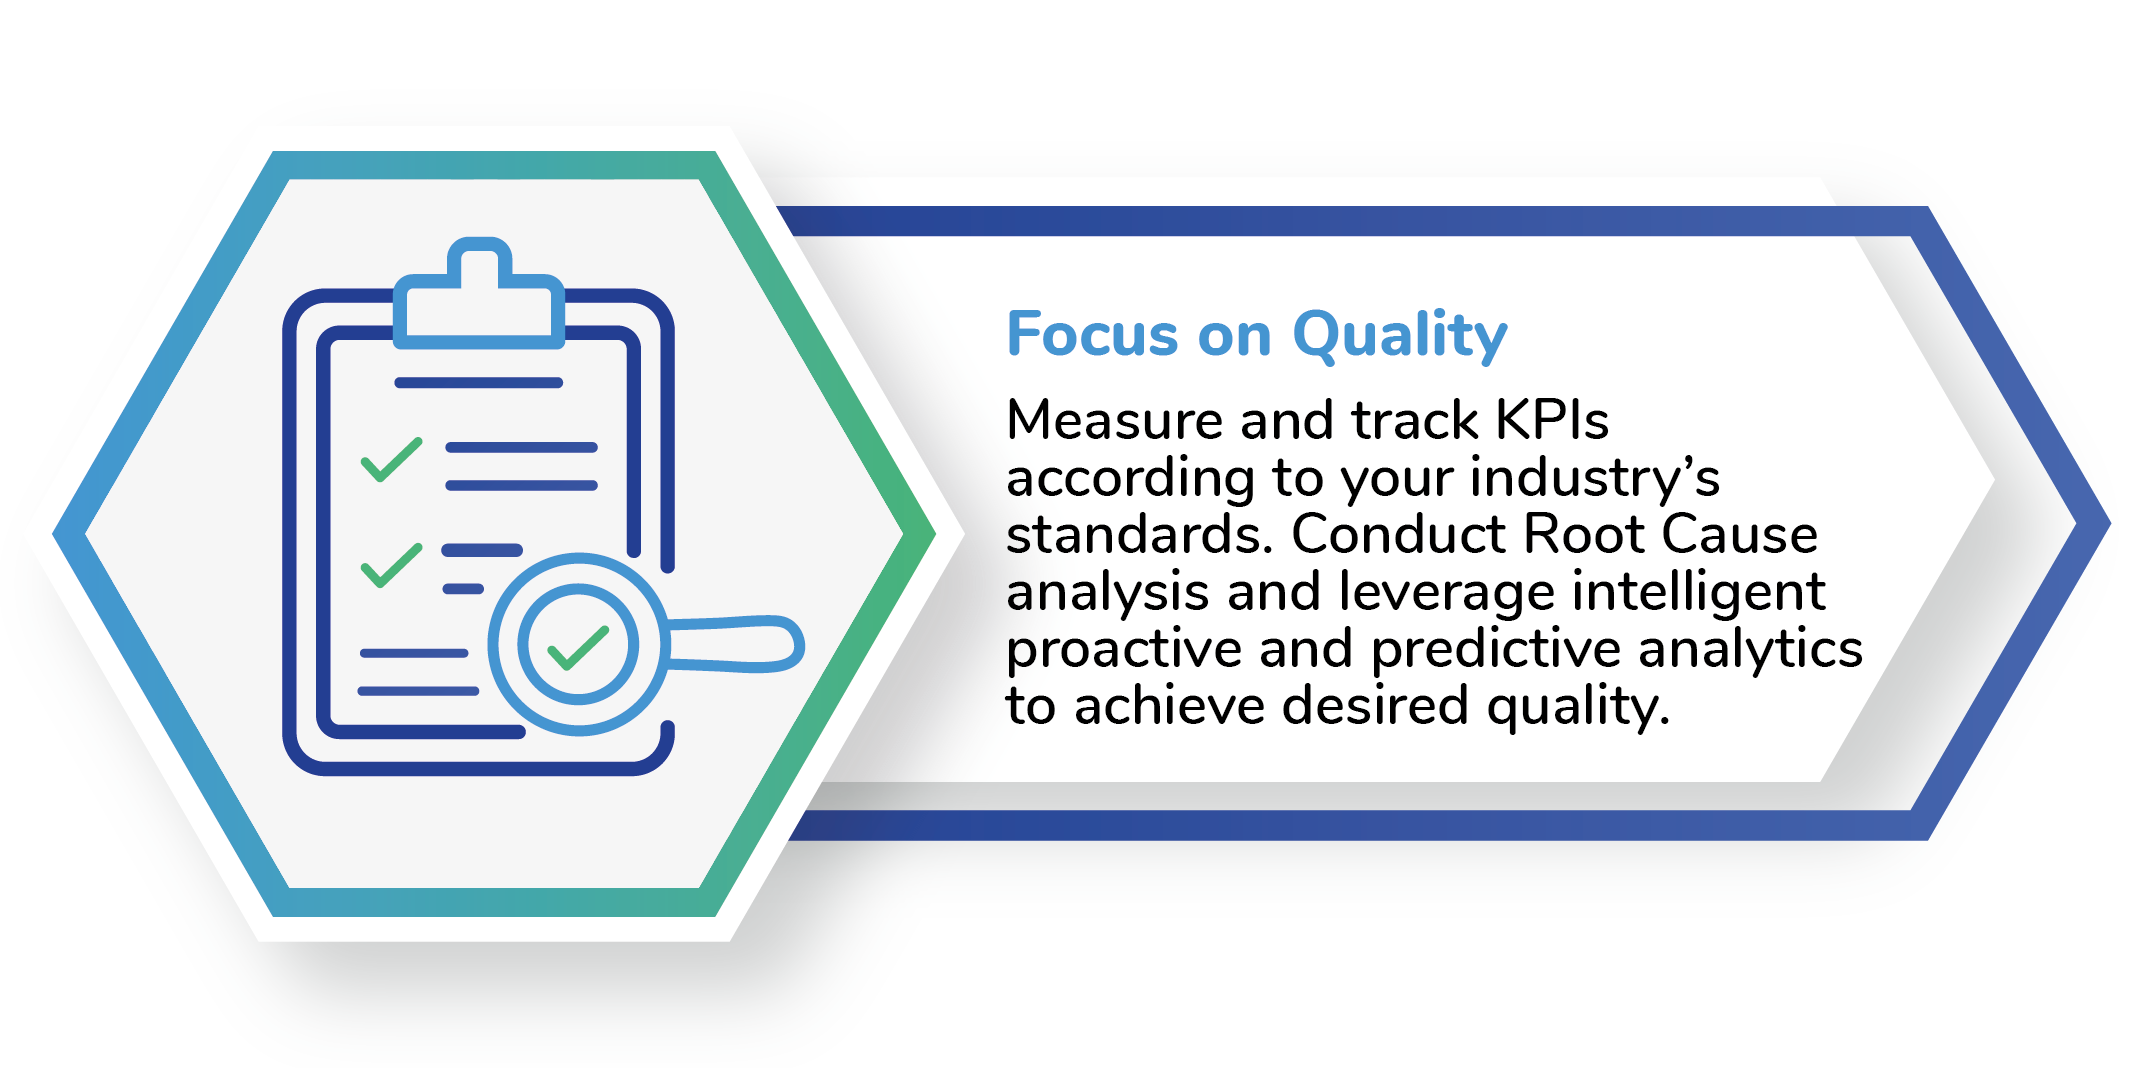 Focus on Quality
Measure and track KPIs
according to your industry’s
standards. Conduct Root Cause
analysis and leverage intelligent
proactive and predictive analytics
to achieve desired quality.